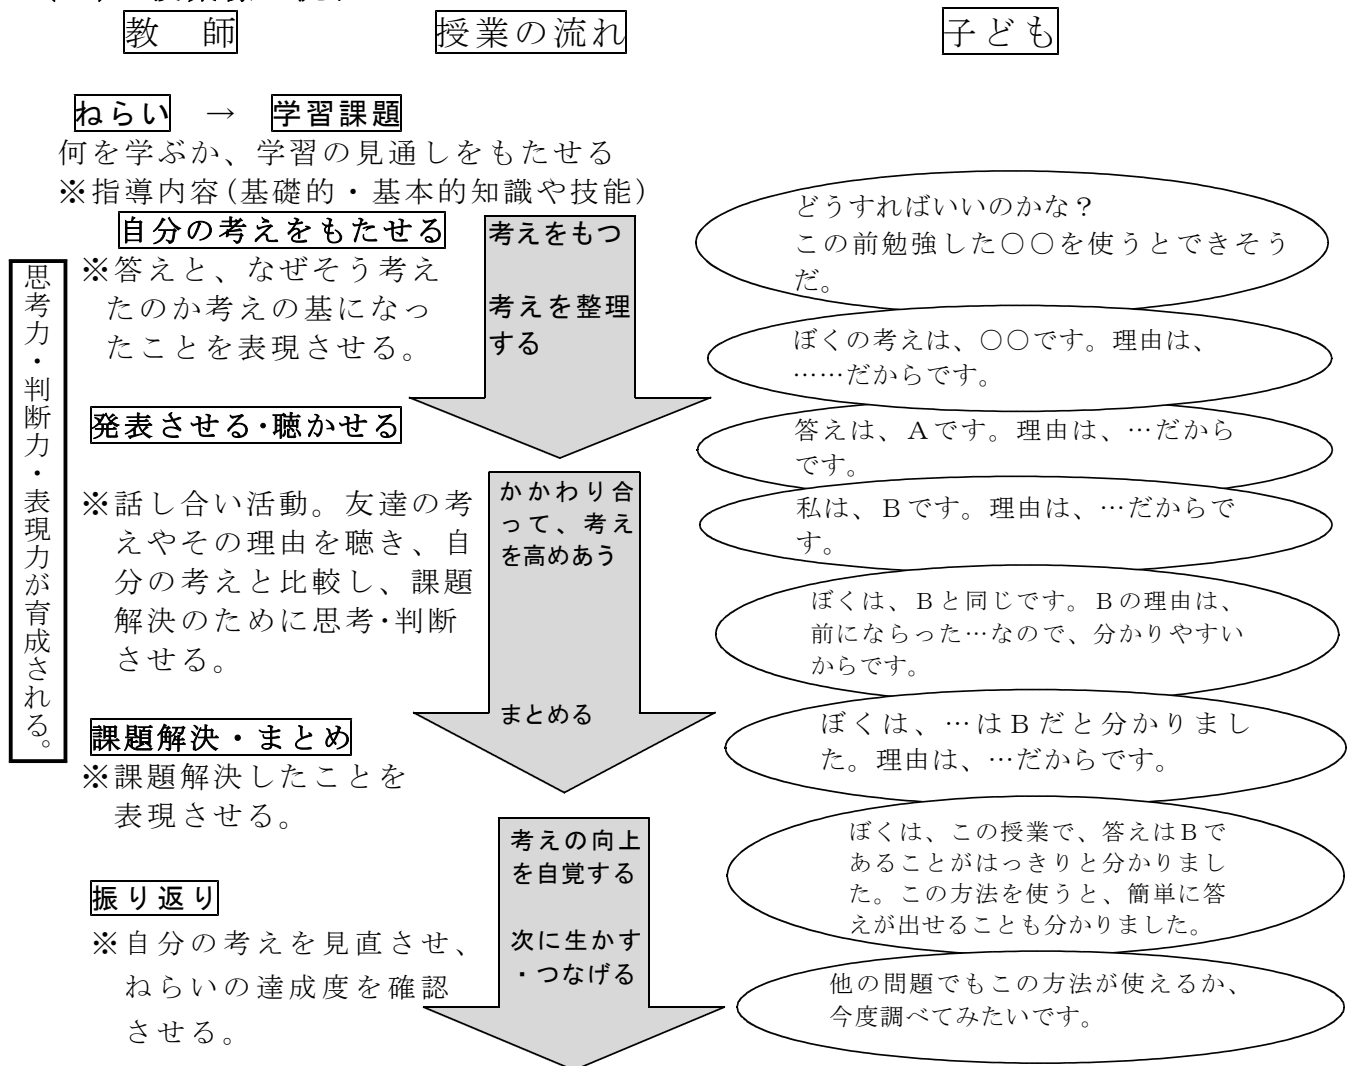 教　師
授業の流れ
子ども
ねらい → 学習課題
何を学ぶか、学習の見通しをもたせる
※指導内容(基礎的・基本的知識や技能)
自分の考えをもたせる
※答えと、なぜそう考え
たのか考えの基になっ
たことを表現させる。
発表させる・聴かせる
※話し合い活動。友達の考
えやその理由を聴き、自
分の考えと比較し、課題
解決のために思考・判断
させる。
課題解決・まとめ
※課題解決したことを
表現させる。
振り返り
※自分の考えを見直させ、
ねらいの達成度を確認
させる。
思考力・判断力・表現力が育成される。
考えをもつ
考えを整理
する
かかわり合
って、考え
を高めあう
まとめる
考えの向上
を自覚する
次に生かす
・つなげる
どうすればいいのかな？
この前勉強した○○を使うとできそう
だ。
ぼくの考えは、○○です。理由は、
……だからです。
答えは、Ａです。理由は、…だから
です。
私は、Ｂです。理由は、…だからで
す。
ぼくは、Ｂと同じです。Ｂの理由は、
前にならった…なので、分かりやすい
からです。
ぼくは、…はＢだと分かりまし
た。理由は、…だからです。
ぼくは、この授業で、答えはＢで
あることがはっきりと分かりまし
た。この方法を使うと、簡単に答
えが出せることも分かりました。
他の問題でもこの方法が使えるか、
今度調べてみたいです。